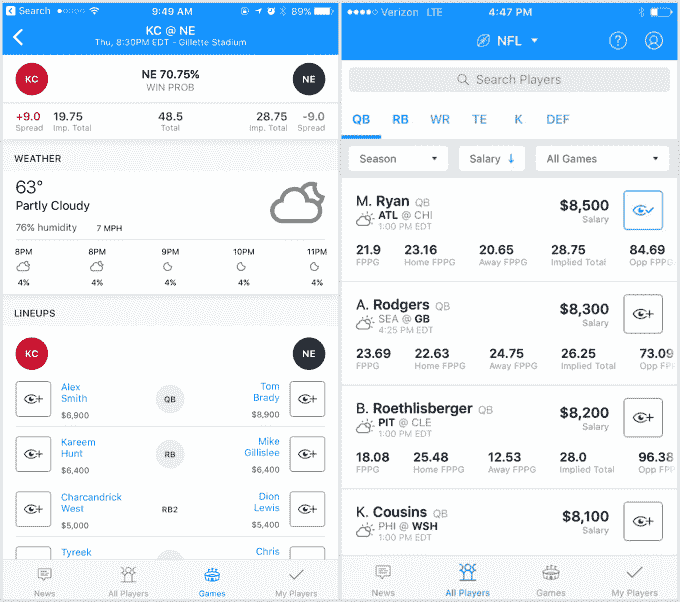 Search
9:49 AM
89%
KC @ NE
Thu, 8:30PM EDT - Gillette Stadium
KC
NE 70.75%
WIN PROB
NE
+9.0 19.75 48.5 28.75 -9.0
Spread Imp. Total Total Imp. Total Spread
WEATHER
63°
Partly Cloudy
76% humidity 7 MPH
8PM 8PM 9PM 10PM 11PM
4% 4% 4% 4% 4%
LINEUPS
KC NE
Alex Smith
$6,900
QB
Tom Brady
$8,900
Kareem Hunt
$6,400
RB
Mike Gillislee
$6,400
Charcandrick West
$5,000
RB2
Dion Lewis
$5,400
Tyreek
Chris
News All Players Games My Players
Verizon LTE
4:47 PM
NFL
?
Search Players
QB RB WR TE K DEF
Season Salary ↓ All Games
M. Ryan QB
ATL @ CHI
1:00 PM EDT
$8,500
Salary
21.9 23.16 20.65 28.75 84.69
FPPG Home FPPG Away FPPG Implied Total Opp FPPG
A. Rodgers QB
SEA @ GB
4:25 PM EDT
$8,300
Salary
23.69 22.63 24.75 26.25 73.09
FPPG Home FPPG Away FPPG Implied Total Opp FPP
B. Roethlisberger QB
PIT @ CLE
1:00 PM EDT
$8,200
Salary
18.08 25.48 12.53 28.0 96.38
FPPG Home FPPG Away FPPG Implied Total Opp FPP
K. Cousins QB
PHI @ WSH
1:00 PM EDT
$8,100
Salary
News All Players Games My Players